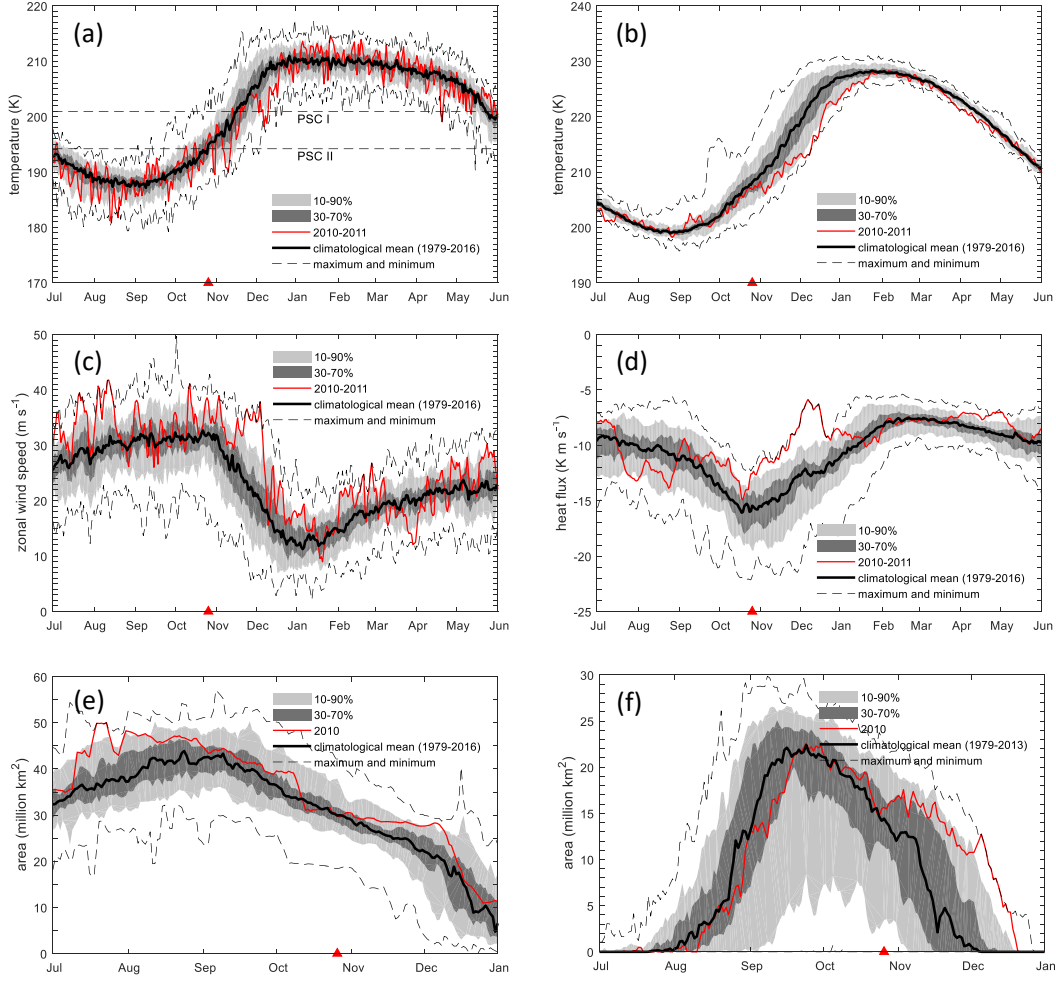 (a)
220
210
200
190
180
170
temperature (K)
PSC I
PSC II
10-90%
30-70%
2010-2011
climatological mean (1979-2016)
maximum and minimum
Jul Aug Sep Oct Nov Dec Jan Feb Mar Apr May Jun
(b)
240
230
220
210
200
190
temperature (K)
10-90%
30-70%
2010-2011
climatological mean (1979-2016)
maximum and minimum
Jul Aug Sep Oct Nov Dec Jan Feb Mar Apr May Jun
(c)
50
40
30
20
10
0
zonal wind speed (m s⁻¹)
10-90%
30-70%
2010-2011
climatological mean (1979-2016)
maximum and minimum
Jul Aug Sep Oct Nov Dec Jan Feb Mar Apr May Jun
(d)
0
-5
-10
-15
-20
-25
heat flux (K m s⁻¹)
10-90%
30-70%
2010-2011
climatological mean (1979-2016)
maximum and minimum
Jul Aug Sep Oct Nov Dec Jan Feb Mar Apr May Jun
(e)
60
50
40
30
20
10
0
area (million km²)
10-90%
30-70%
2010
climatological mean (1979-2016)
maximum and minimum
Jul Aug Sep Oct Nov Dec Jan
(f)
30
25
20
15
10
5
0
area (million km²)
10-90%
30-70%
2010
climatological mean (1979-2013)
maximum and minimum
Jul Aug Sep Oct Nov Dec Jan